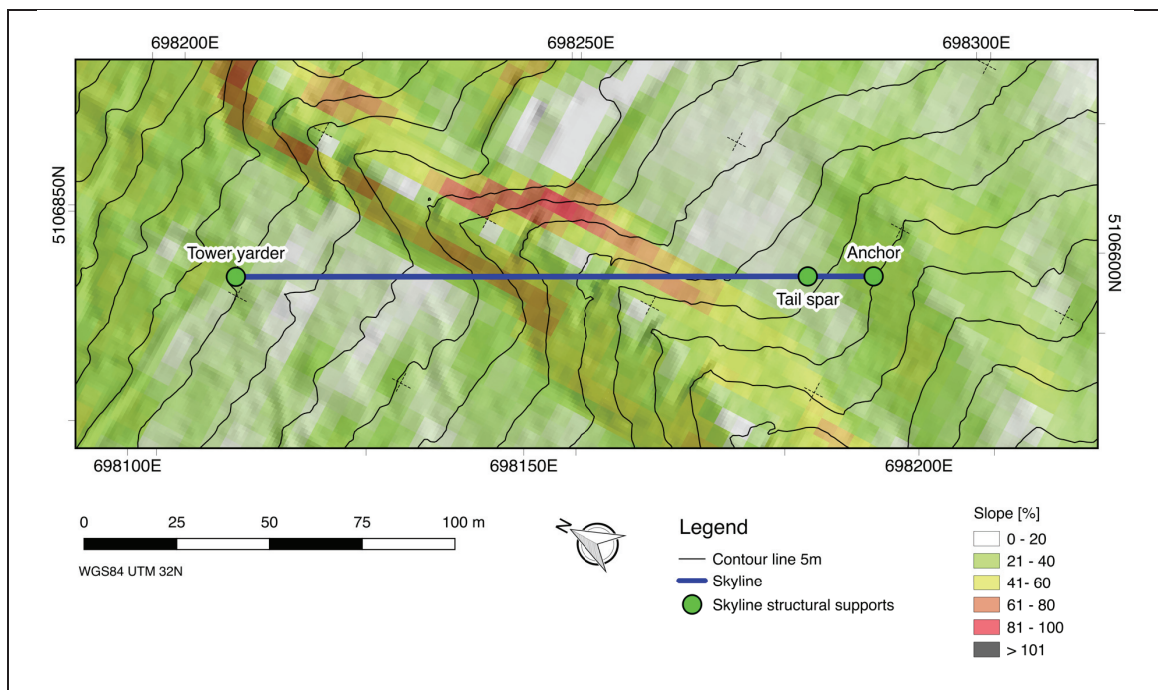 698200E 698250E 698300E
5106850N
5106600N
Tower yarder
Anchor
Tail spar
698100E 698150E 698200E
0 25 50 75 100 m
WGS84 UTM 32N
N
Legend
Contour line 5m
Skyline
Skyline structural supports
Slope [%]
0 - 20
21 - 40
41- 60
61 - 80
81 - 100
> 101